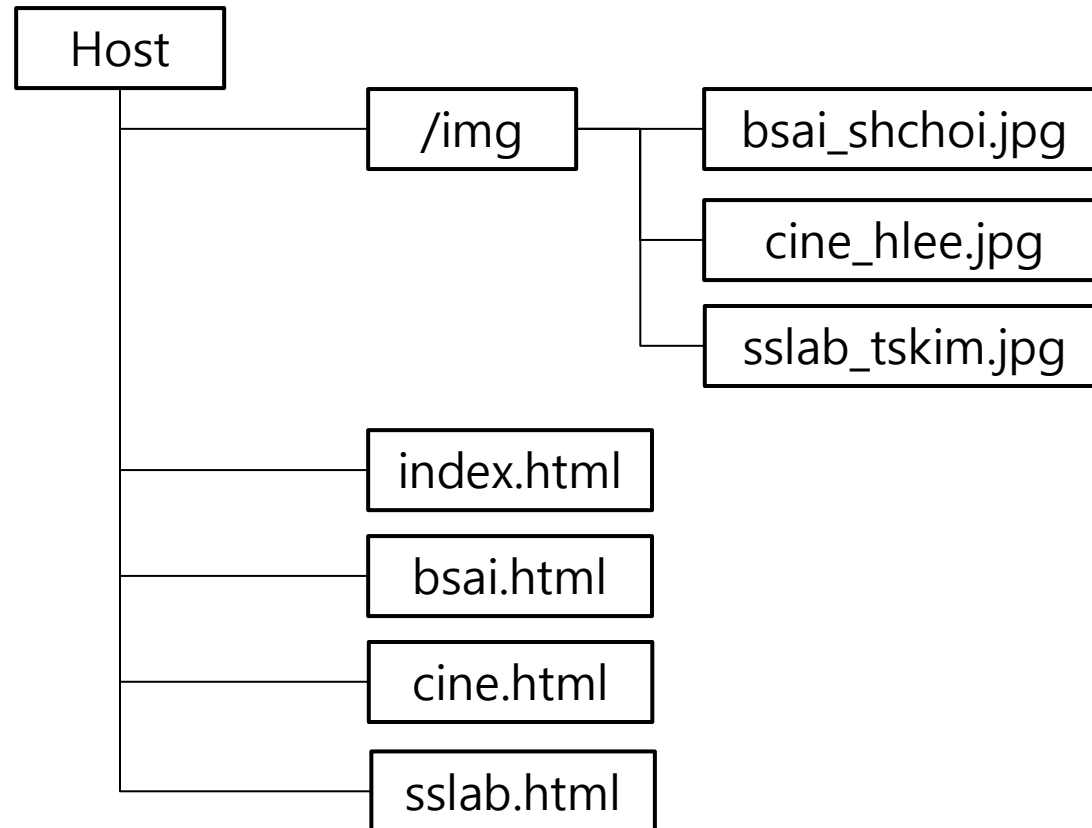 Host
/img
bsai_shchoi.jpg
cine_hlee.jpg
sslab_tskim.jpg
index.html
bsai.html
cine.html
sslab.html